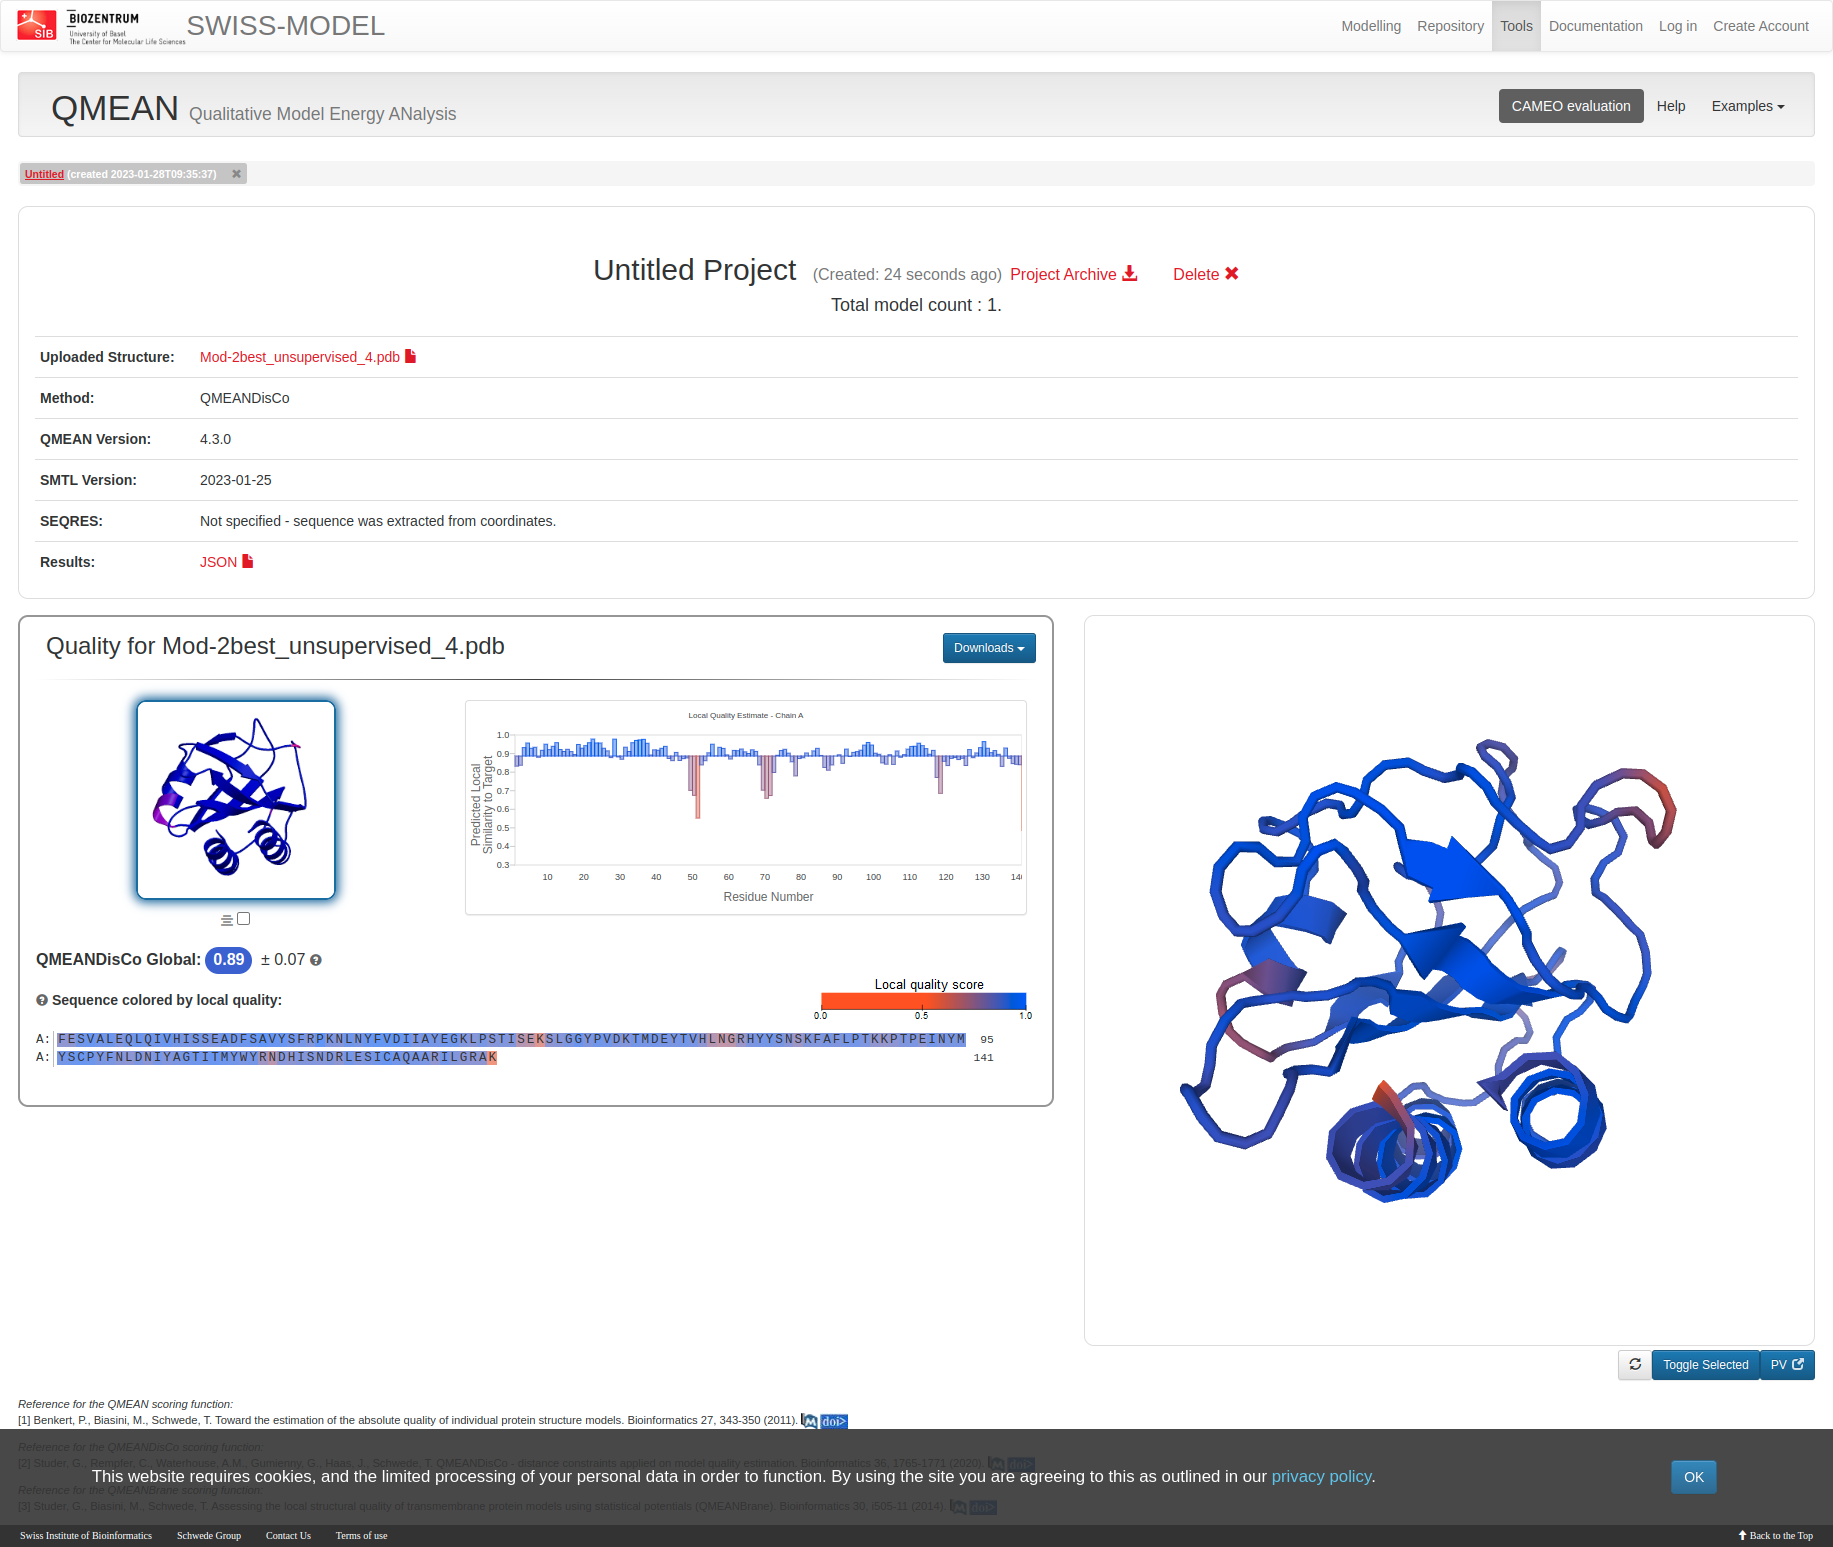 SIB BIOZENTRUM
University of Basel
The Center for Molecular Life Sciences
SWISS-MODEL
Modelling Repository Tools Documentation Log in Create Account
QMEAN Qualitative Model Energy ANalysis
CAMEO evaluation Help Examples
Untitled (created 2023-01-28T09:35:37)
Untitled Project (Created: 24 seconds ago) Project Archive Delete
Total model count : 1.
Uploaded Structure: Mod-2best_unsupervised_4.pdb
Method: QMEANDisCo
QMEAN Version: 4.3.0
SMTL Version: 2023-01-25
SEQRES: Not specified - sequence was extracted from coordinates.
Results: JSON
Quality for Mod-2best_unsupervised_4.pdb
Downloads
Local Quality Estimate - Chain A
Predicted Local
Similarity to Target
1.0
0.9
0.8
0.7
0.6
0.5
0.4
0.3
10 20 30 40 50 60 70 80 90 100 110 120 130
Residue Number
QMEANDisCo Global: 0.89 ± 0.07
Sequence colored by local quality:
Local quality score
0.0 0.5 1.0
A: FESVALEQLQIVHISSEADFSAVYSFRPKNLNYFVDIIAYEGKLPSTISEKSLGGYPVDKTMDEYTVHLNGRHYYSNSKFAFLPTKKPTPEINYM 95
A: YSCPYFNLDNIYAGTITMYWYRNDHISNDRLESICAQAARILGRAK 141
Toggle Selected PV
Reference for the QMEAN scoring function:
[1] Benkert, P., Biasini, M., Schwede, T. Toward the estimation of the absolute quality of individual protein structure models. Bioinformatics 27, 343-350 (2011). doi>
Reference for the QMEANDisCo scoring function:
[2] Studer, G., Rempfer, C., Waterhouse, A.M., Gumienny, G., Haas, J., Schwede, T. QMEANDisCo - distance constraints applied on model quality estimation. Bioinformatics 36, 1765-1771 (2020). doi>
This website requires cookies, and the limited processing of your personal data in order to function. By using the site you are agreeing to this as outlined in our privacy policy.
OK
Reference for the QMEANBrane scoring function:
[3] Studer, G., Biasini, M., Schwede, T. Assessing the local structural quality of transmembrane protein models using statistical potentials (QMEANBrane). Bioinformatics 30, i505-11 (2014). doi>
Swiss Institute of Bioinformatics Schwede Group Contact Us Terms of use Back to the Top